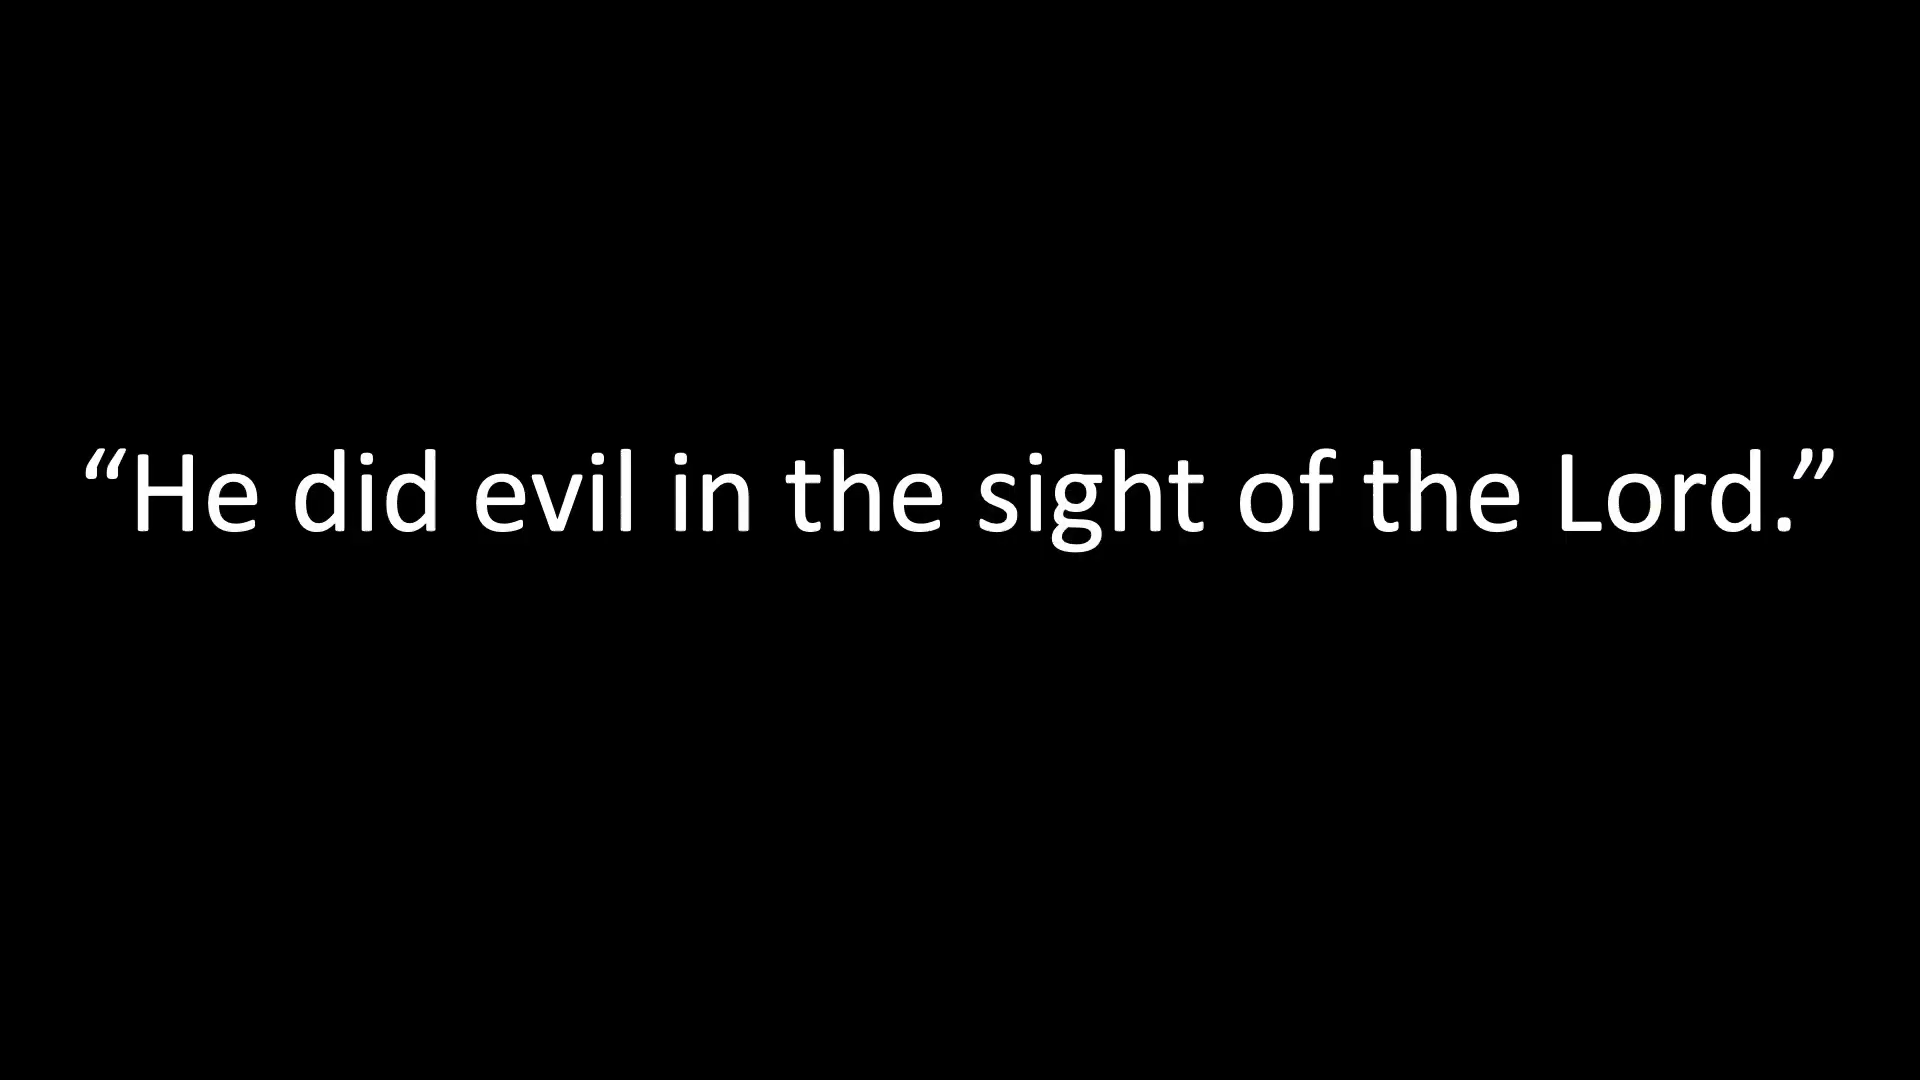 “He did evil in the sight of the Lord.”